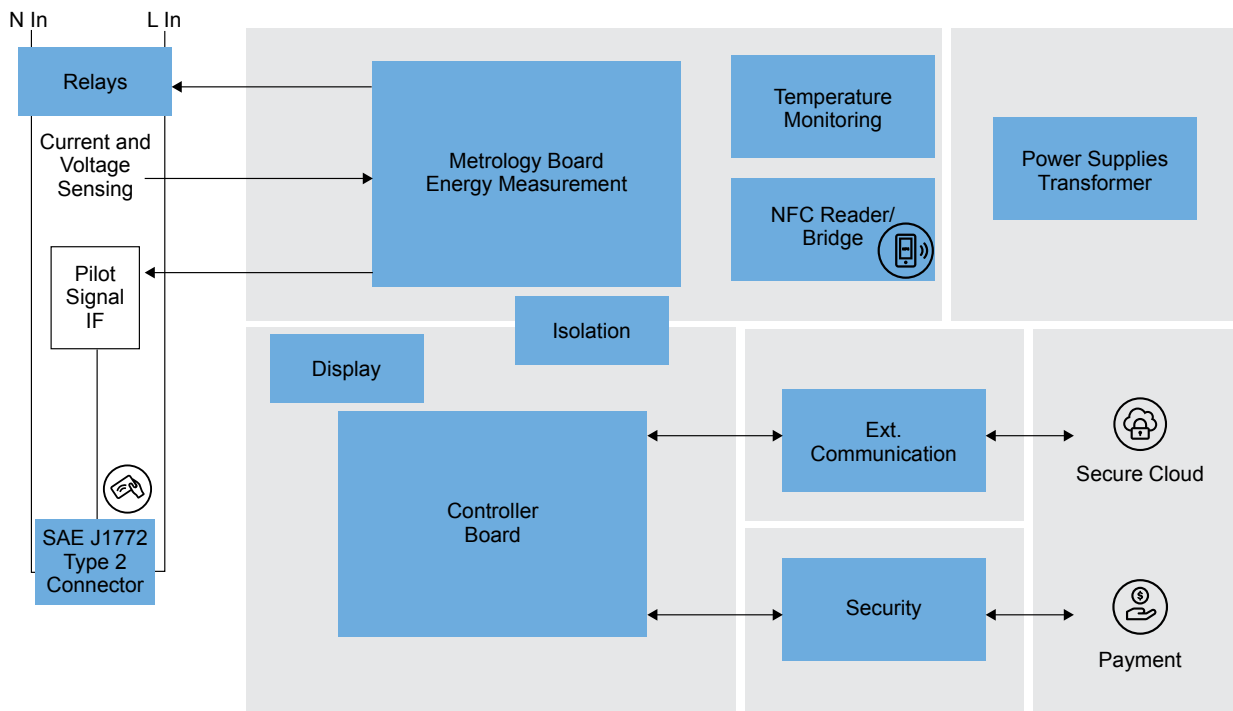 N In
L In
Relays
Current and
Voltage
Sensing
Pilot
Signal
IF
SAE J1772
Type 2
Connector
Metrology Board
Energy Measurement
Temperature
Monitoring
NFC Reader/
Bridge
Power Supplies
Transformer
Isolation
Display
Controller
Board
Ext.
Communication
Security
Secure Cloud
$
Payment